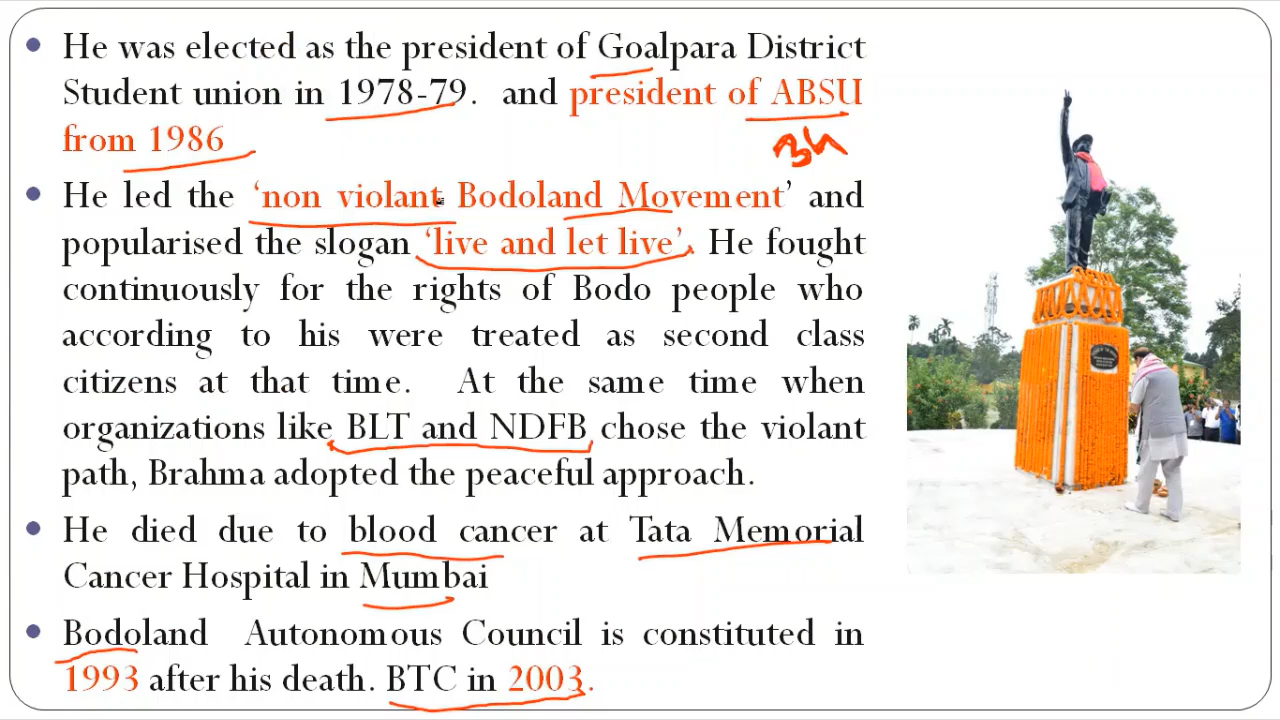 He was elected as the president of Goalpara District
Student union in 1978-79. and president of ABSU
from 1986
He led the ‘non violant Bodoland Movement’ and
popularised the slogan ‘live and let live’. He fought
continuously for the rights of Bodo people who
according to his were treated as second class
citizens at that time. At the same time when
organizations like BLT and NDFB chose the violant
path, Brahma adopted the peaceful approach.
He died due to blood cancer at Tata Memorial
Cancer Hospital in Mumbai
Bodoland Autonomous Council is constituted in
1993 after his death. BTC in 2003.